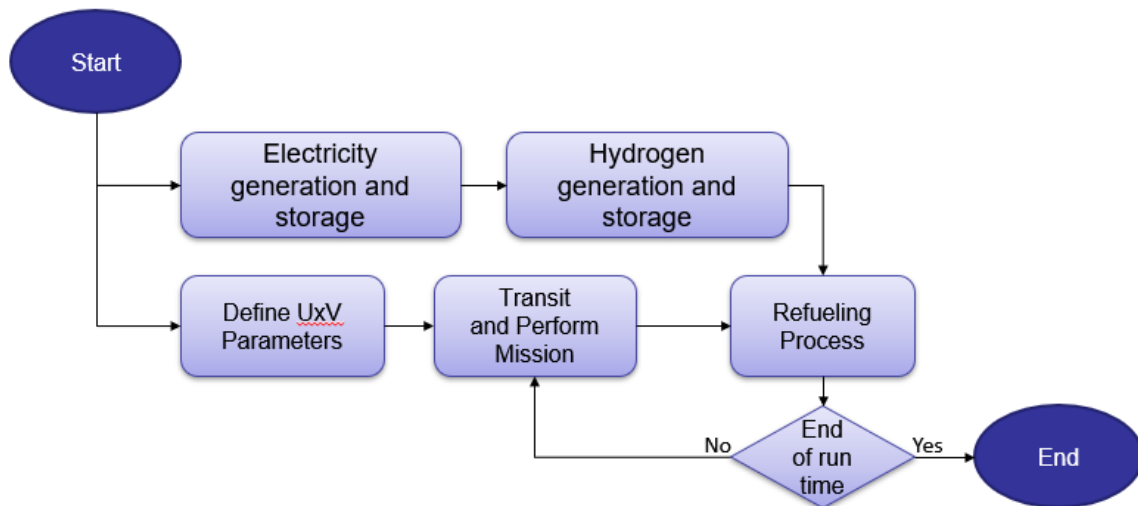 Start
Electricity
generation and
storage
Hydrogen
generation and
storage
Define UxV
Parameters
Transit
and Perform
Mission
Refueling
Process
No
End
of run
time
Yes
End